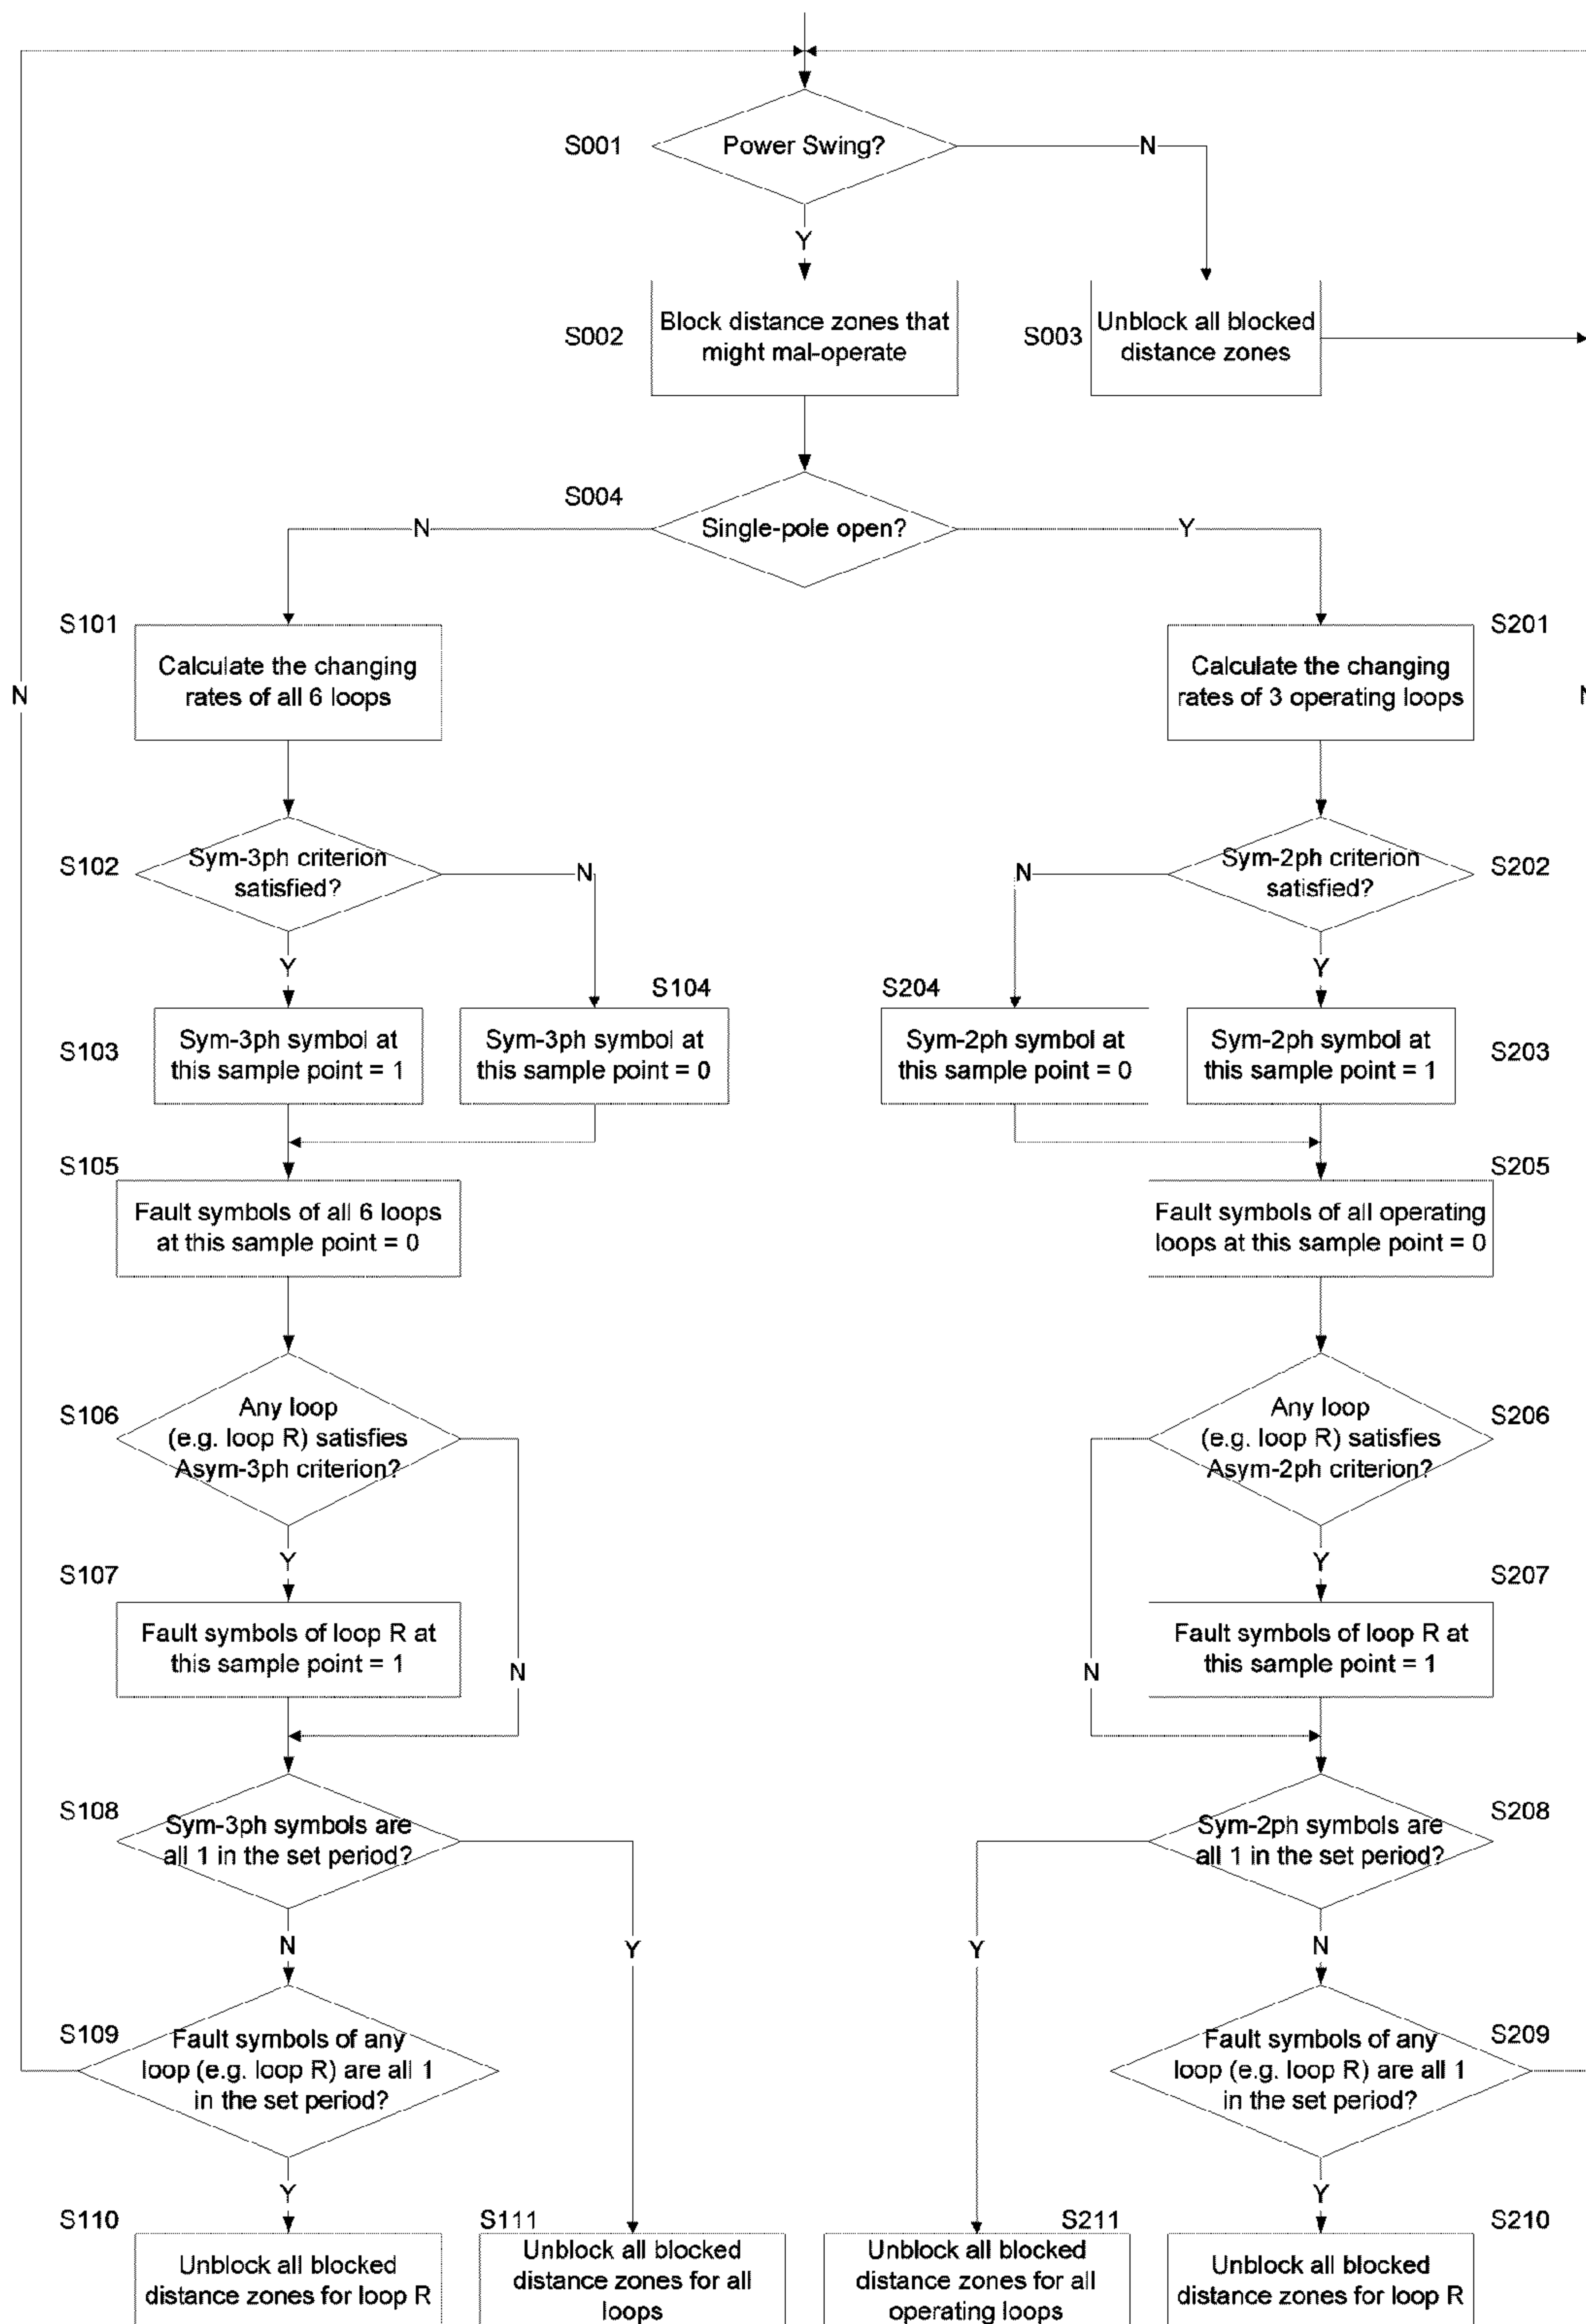 S001
Power Swing?
N
Y
S002
Block distance zones that
might mal-operate
S003
Unblock all blocked
distance zones
S004
Single-pole open?
N
Y
S101
Calculate the changing
rates of all 6 loops
S201
Calculate the changing
rates of 3 operating loops
N
N
S102
Sym-3ph criterion
satisfied?
N
Y
S202
Sym-2ph criterion
satisfied?
N
Y
S103
Sym-3ph symbol at
this sample point = 1
S104
Sym-3ph symbol at
this sample point = 0
S204
Sym-2ph symbol at
this sample point = 0
S203
Sym-2ph symbol at
this sample point = 1
S105
Fault symbols of all 6 loops
at this sample point = 0
S205
Fault symbols of all operating
loops at this sample point = 0
S106
Any loop
(e.g. loop R) satisfies
Asym-3ph criterion?
Y
N
S206
Any loop
(e.g. loop R) satisfies
Asym-2ph criterion?
Y
N
S107
Fault symbols of loop R at
this sample point = 1
S207
Fault symbols of loop R at
this sample point = 1
S108
Sym-3ph symbols are
all 1 in the set period?
N
Y
S208
Sym-2ph symbols are
all 1 in the set period?
Y
N
S109
Fault symbols of any
loop (e.g. loop R) are all 1
in the set period?
Y
S209
Fault symbols of any
loop (e.g. loop R) are all 1
in the set period?
Y
S110
Unblock all blocked
distance zones for loop R
S111
Unblock all blocked
distance zones for all
loops
S211
Unblock all blocked
distance zones for all
operating loops
S210
Unblock all blocked
distance zones for loop R